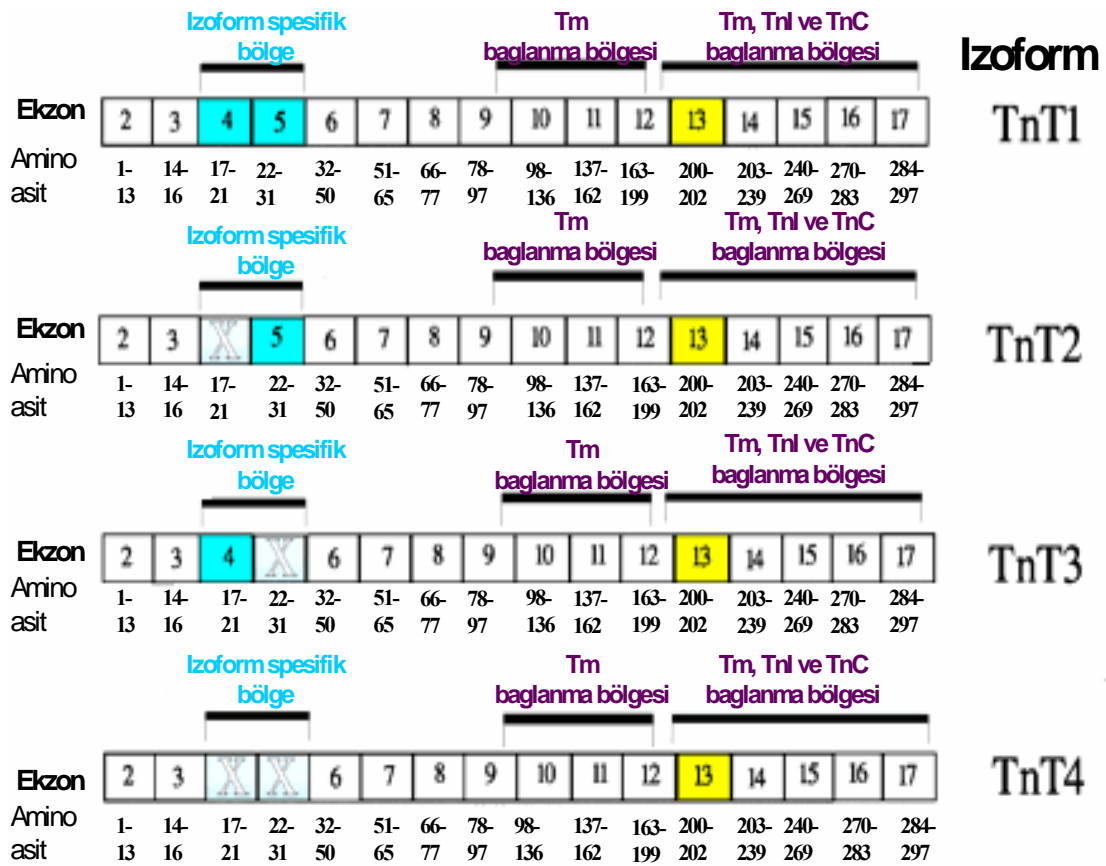 Izoform spesifik
bölge
Tm
baglanma bölgesi
Tm, TnI ve TnC
baglanma bölgesi
Izoform
Ekzon 2 3 4 5 6 7 8 9 10 11 12 13 14 15 16 17 TnT1
Amino 1- 14- 17- 22- 32- 51- 66- 78- 98- 137- 163- 200- 203- 240- 270- 284-
asit 13 16 21 31 50 65 77 97 136 162 199 202 239 269 283 297
Izoform spesifik
bölge
Tm
baglanma bölgesi
Tm, TnI ve TnC
baglanma bölgesi
Ekzon 2 3 X 5 6 7 8 9 10 11 12 13 14 15 16 17 TnT2
Amino 1- 14- 17- 22- 32- 51- 66- 78- 98- 137- 163- 200- 203- 240- 270- 284-
asit 13 16 21 31 50 65 77 97 136 162 199 202 239 269 283 297
Izoform spesifik
bölge
Tm
baglanma bölgesi
Tm, TnI ve TnC
baglanma bölgesi
Ekzon 2 3 4 X 6 7 8 9 10 11 12 13 14 15 16 17 TnT3
Amino 1- 14- 17- 22- 32- 51- 66- 78- 98- 137- 163- 200- 203- 240- 270- 284-
asit 13 16 21 31 50 65 77 97 136 162 199 202 239 269 283 297
Izoform spesifik
bölge
Tm
baglanma bölgesi
Tm, TnI ve TnC
baglanma bölgesi
Ekzon 2 3 X X 6 7 8 9 10 11 12 13 14 15 16 17 TnT4
Amino 1- 14- 17- 22- 32- 51- 66- 78- 98- 137- 163- 200- 203- 240- 270- 284-
asit 13 16 21 31 50 65 77 97 136 162 199 202 239 269 283 297